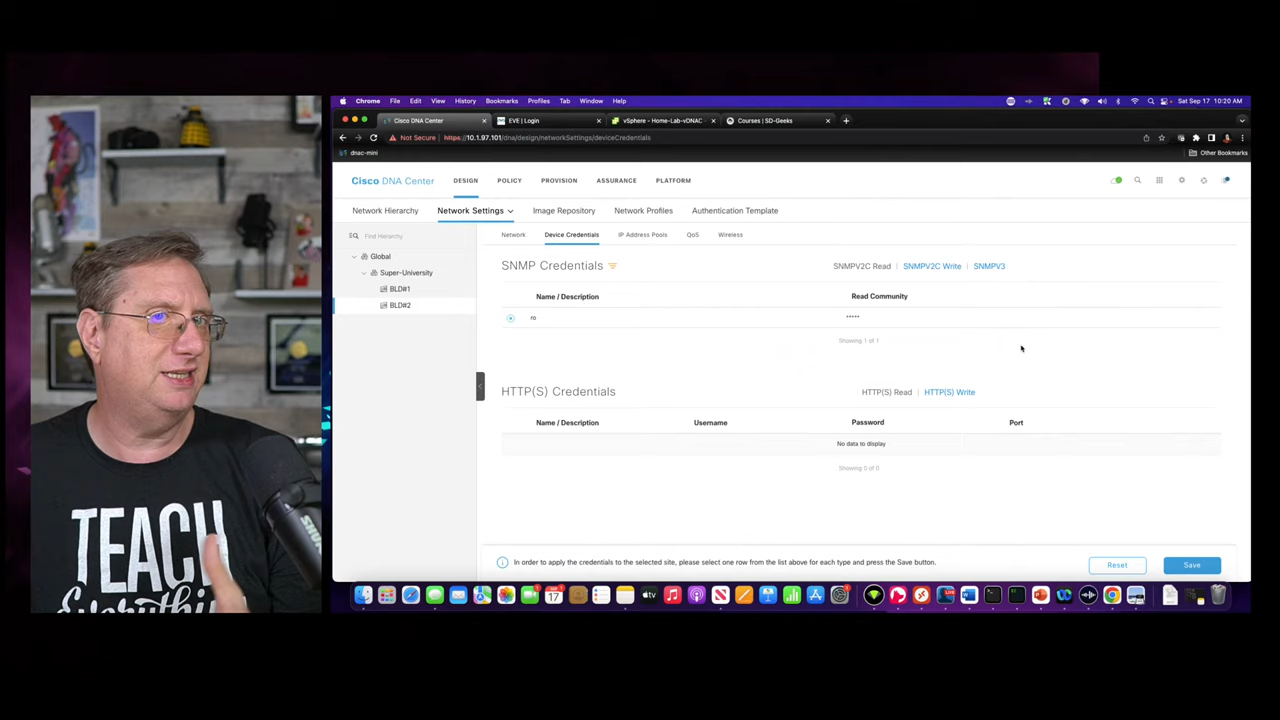 Chrome File Edit View History Bookmarks Profiles Tab Window Help
Sat Sep 17 10:20 AM
Cisco DNA Center
EVE | Login
vSphere - Home-Lab-vDNAC -
Courses | SD-Geeks
Not Secure | https://10.1.97.101/dna/design/networkSettings/deviceCredentials
dnac-mini
Other Bookmarks
Cisco DNA Center
DESIGN POLICY PROVISION ASSURANCE PLATFORM
Network Hierarchy Network Settings Image Repository Network Profiles Authentication Template
Find Hierarchy
Global
Super-University
BLD#1
BLD#2
Network Device Credentials IP Address Pools QoS Wireless
SNMP Credentials
SNMPV2C Read | SNMPV2C Write | SNMPV3
Name / Description Read Community
ro *****
Showing 1 of 1
HTTP(S) Credentials
HTTP(S) Read | HTTP(S) Write
Name / Description Username Password Port
No data to display
Showing 0 of 0
In order to apply the credentials to the selected site, please select one row from the list above for each type and press the Save button.
Reset
Save
TEACH
Everything
tv
17